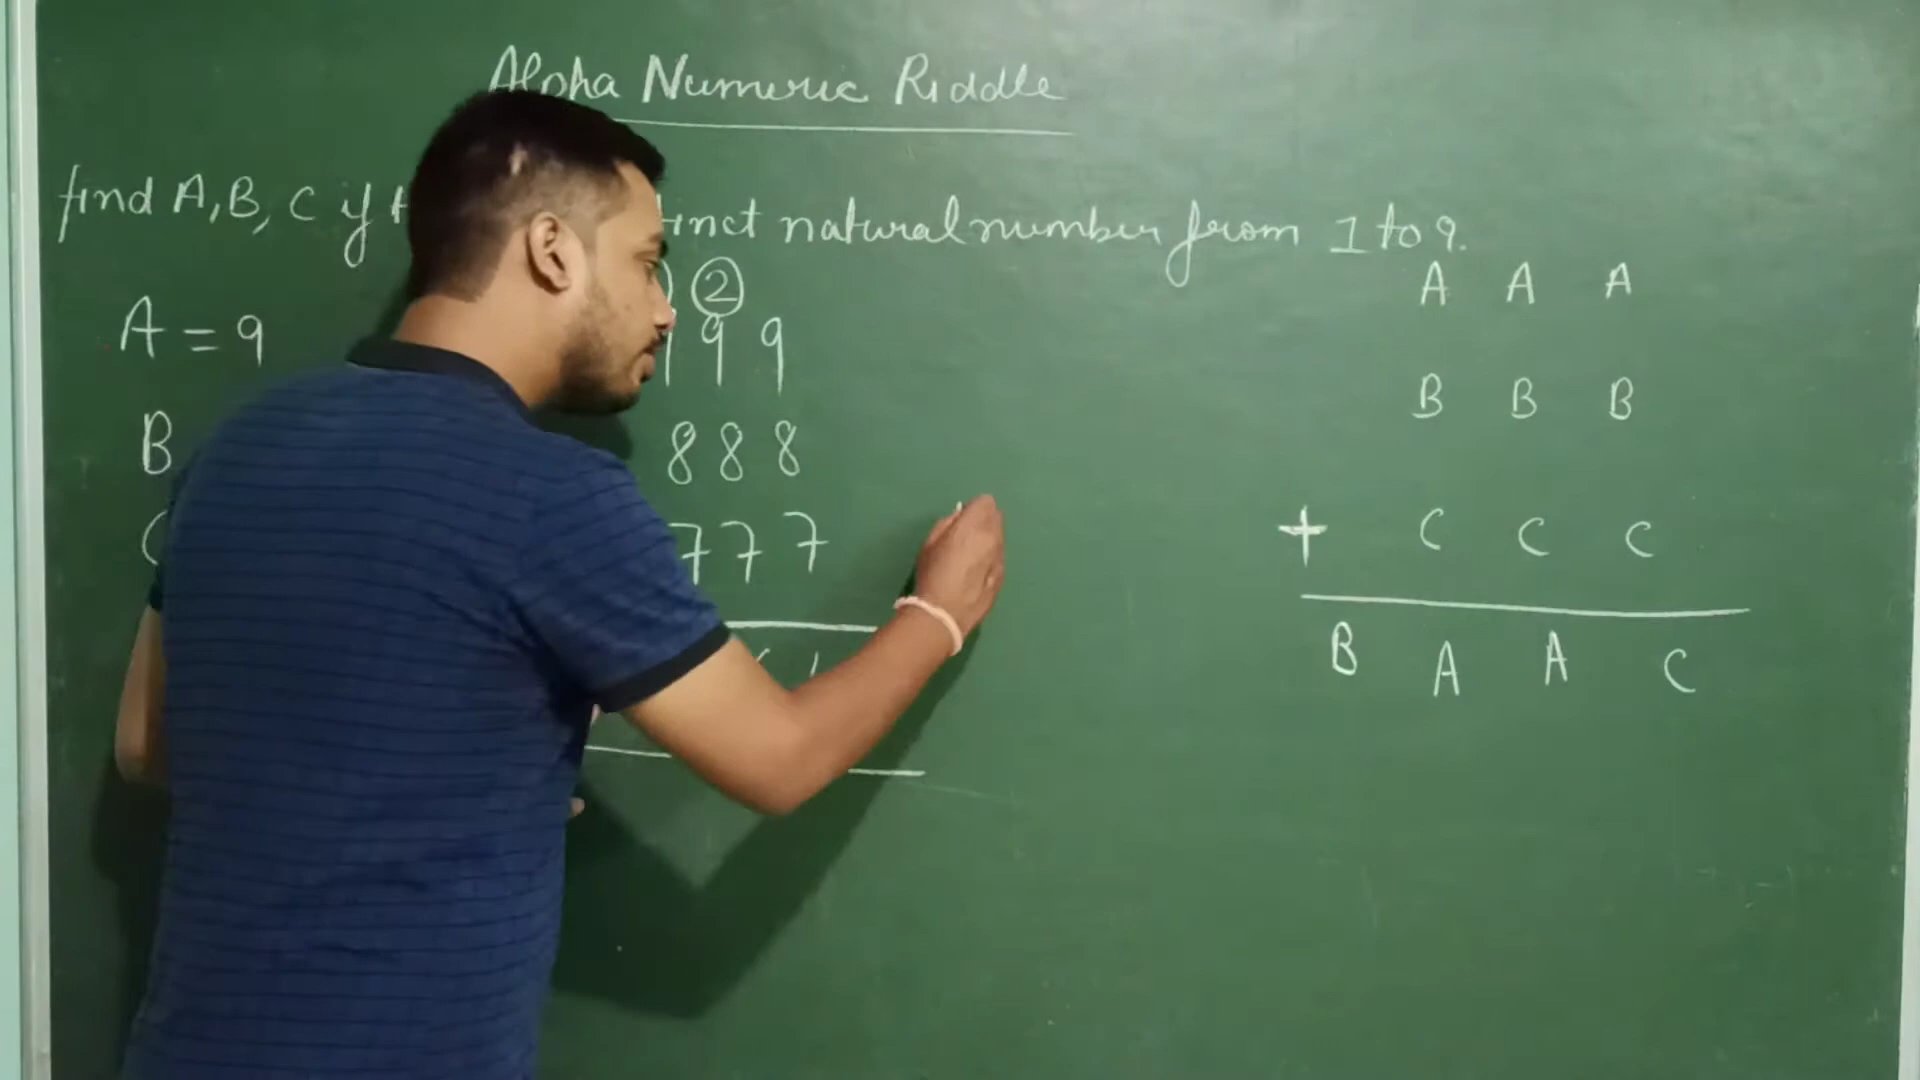 Alpha Numeric Riddle
find A, B, C if tinct natural number from 1 to 9.
A = 9
B
C
2
9 9
8 8 8
7 7 7
A A A
B B B
+ C C C
B A A C